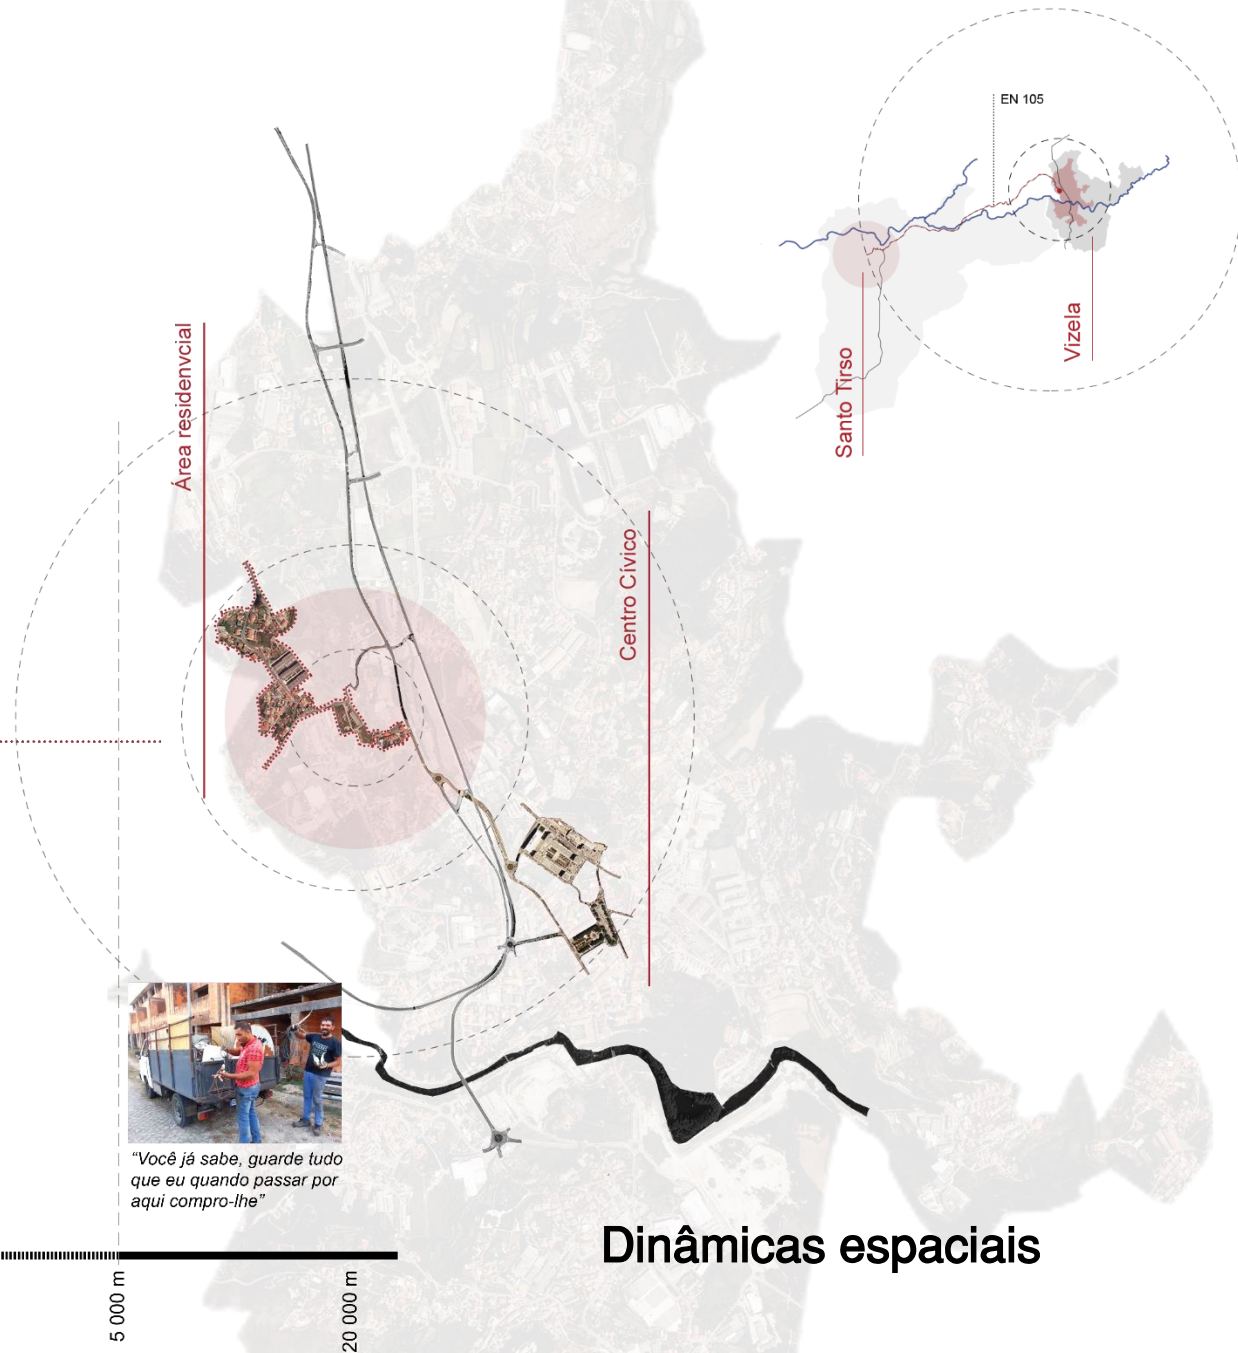 EN 105
Vizela
Santo Tirso
Área residenvcial
Centro Cívico
“Você já sabe, guarde tudo
que eu quando passar por
aqui compro-lhe”
Dinâmicas espaciais
5 000 m
20 000 m